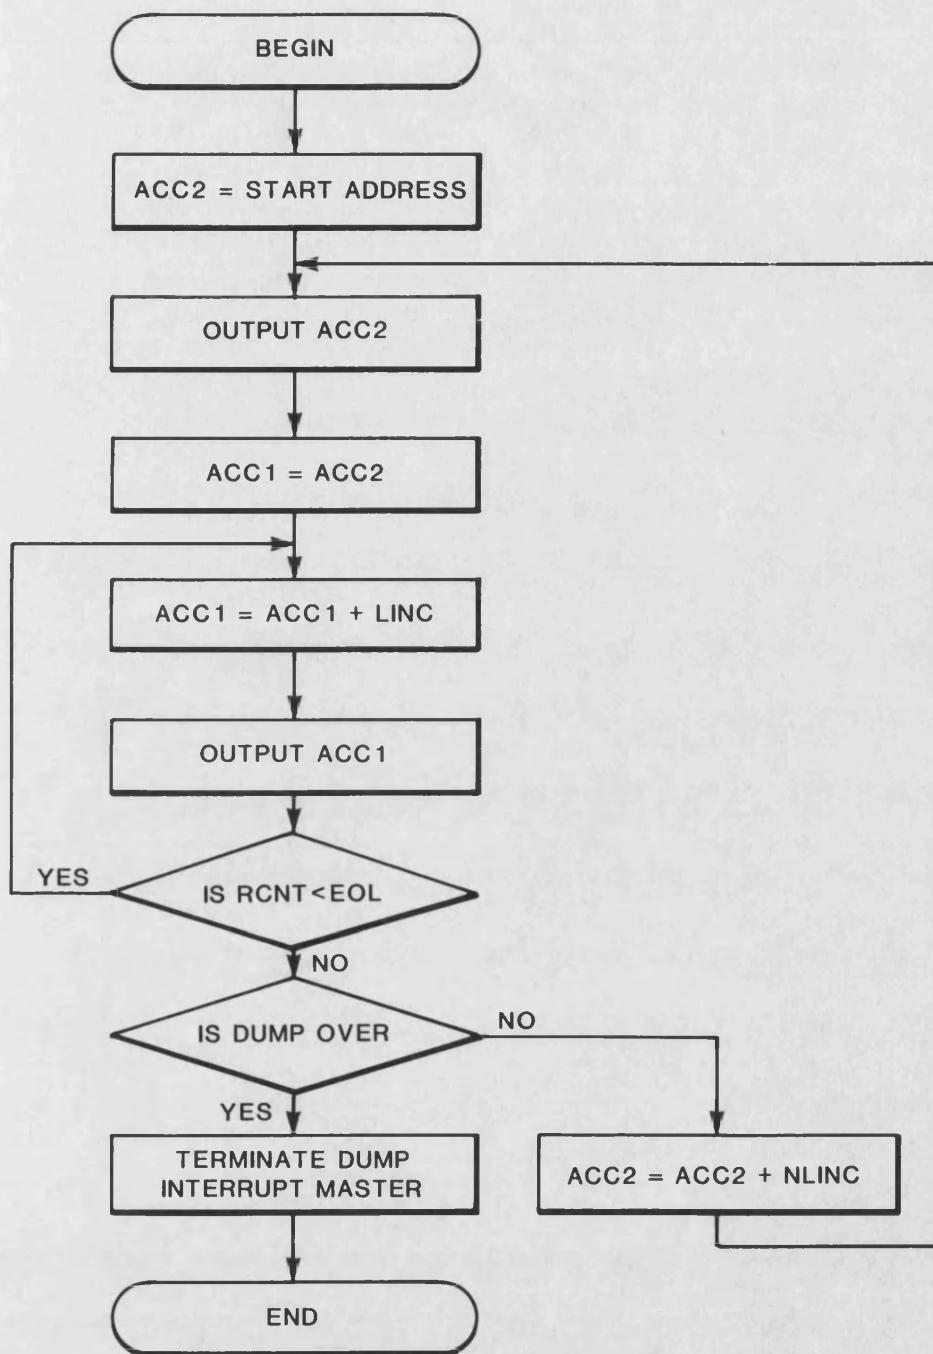 BEGIN
ACC2 = START ADDRESS
OUTPUT ACC2
ACC1 = ACC2
ACC1 = ACC1 + LINC
OUTPUT ACC1
YES
IS RCNT<EOL
NO
IS DUMP OVER
NO
YES
TERMINATE DUMP
INTERRUPT MASTER
ACC2 = ACC2 + NLINC
END